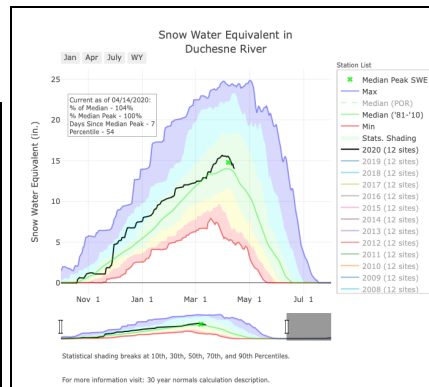 Snow Water Equivalent in
Duchesne River
Jan Apr July WY
Station List
Median Peak SWE
Max
Median (POR)
Median ('81-'10)
Min
Stats. Shading
2020 (12 sites)
2019 (12 sites)
2018 (12 sites)
2017 (12 sites)
2016 (12 sites)
2015 (12 sites)
2014 (12 sites)
2013 (12 sites)
2012 (12 sites)
2011 (12 sites)
2010 (12 sites)
2009 (12 sites)
2008 (12 sites)
Current as of 04/14/2020:
% of Median - 104%
% Median Peak - 100%
Days Since Median Peak - 7
Percentile - 54
Snow Water Equivalent (in.)
25
20
15
10
5
0
Nov 1 Jan 1 Mar 1 May 1 Jul 1
Statistical shading breaks at 10th, 30th, 50th, 70th, and 90th Percentiles.
For more information visit: 30 year normals calculation description.